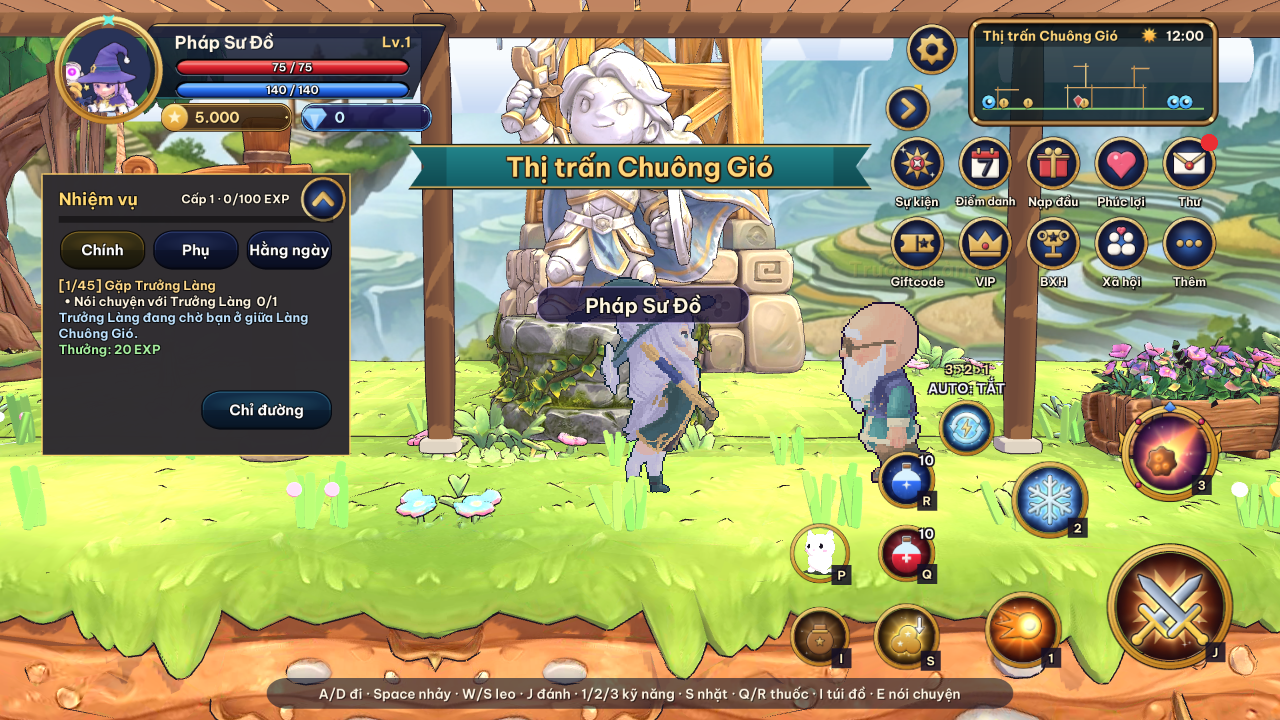 Pháp Sư Đồ
Lv.1
75 / 75
140 / 140
5.000
0
Thị trấn Chuông Gió
12:00
Thị trấn Chuông Gió
Sự kiện
7
Điểm danh
Nạp đầu
Phúc lợi
Thư
Giftcode
VIP
BXH
Xã hội
Thêm
Nhiệm vụ
Cấp 1 · 0/100 EXP
Chính
Phụ
Hằng ngày
[1/45] Gặp Trưởng Làng
• Nói chuyện với Trưởng Làng 0/1
Trưởng Làng đang chờ bạn ở giữa Làng
Chuông Gió.
Thưởng: 20 EXP
Chỉ đường
Pháp Sư Đồ
3>2>1
AUTO: TẮT
10
R
3
2
10
Q
P
I
S
1
J
A/D đi · Space nhảy · W/S leo · J đánh · 1/2/3 kỹ năng · S nhặt · Q/R thuốc · I túi đồ · E nói chuyện